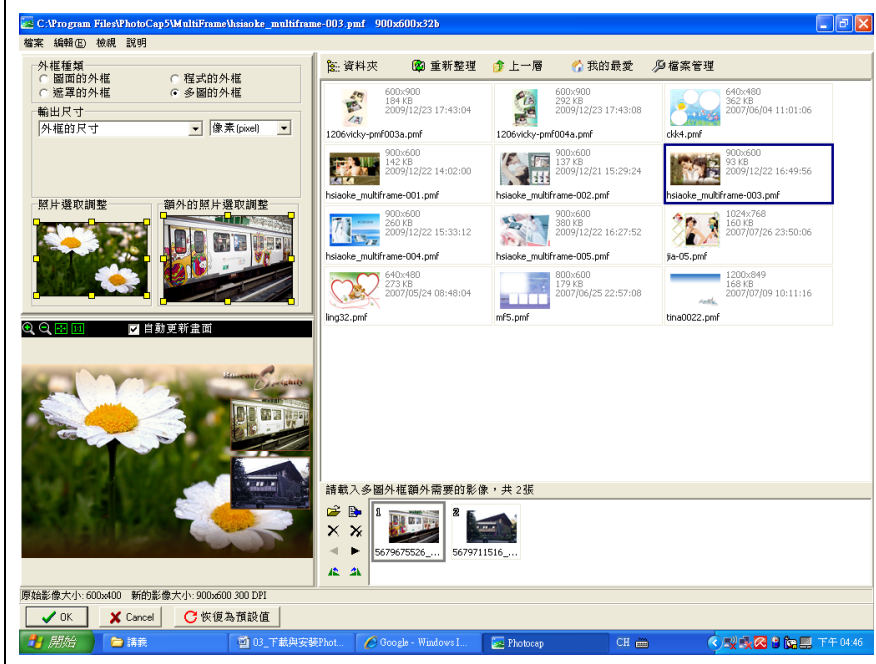 C:\Program Files\PhotoCap5\MultiFrame\hsiaoke_multiframe-003.pmf 900x600x32b
檔案 編輯(E) 檢視 說明
外框種類
圖面的外框 程式的外框
遮罩的外框 多圖的外框
輸出尺寸
外框的尺寸 像素(pixel)
照片選取調整 額外的照片選取調整
1:1 自動更新畫面
資料夾 重新整理 上一層 我的最愛 檔案管理
600x900
184 KB
2009/12/23 17:43:04
1206vicky-pmf003a.pmf
600x900
292 KB
2009/12/23 17:43:08
1206vicky-pmf004a.pmf
640x480
362 KB
2007/06/04 11:01:06
ckk4.pmf
900x600
142 KB
2009/12/22 14:02:00
hsiaoke_multiframe-001.pmf
900x600
137 KB
2009/12/21 15:29:24
hsiaoke_multiframe-002.pmf
900x600
93 KB
2009/12/22 16:49:56
hsiaoke_multiframe-003.pmf
900x600
260 KB
2009/12/22 15:33:12
hsiaoke_multiframe-004.pmf
900x600
280 KB
2009/12/22 16:27:52
hsiaoke_multiframe-005.pmf
1024x768
160 KB
2007/07/26 23:50:06
jia-05.pmf
640x480
273 KB
2007/05/24 08:48:04
ling32.pmf
800x600
179 KB
2007/06/25 22:57:08
mf5.pmf
1200x849
168 KB
2007/07/09 10:11:16
tina0022.pmf
請載入多圖外框額外需要的影像,共 2張
1 2
5679675526_... 5679711516_...
原始影像大小: 600x400 新的影像大小: 900x600 300 DPI
OK Cancel 恢復為預設值
開始 講義 03_下載與安裝Phot... Google - Windows I... Photocap CH 下午 04:46